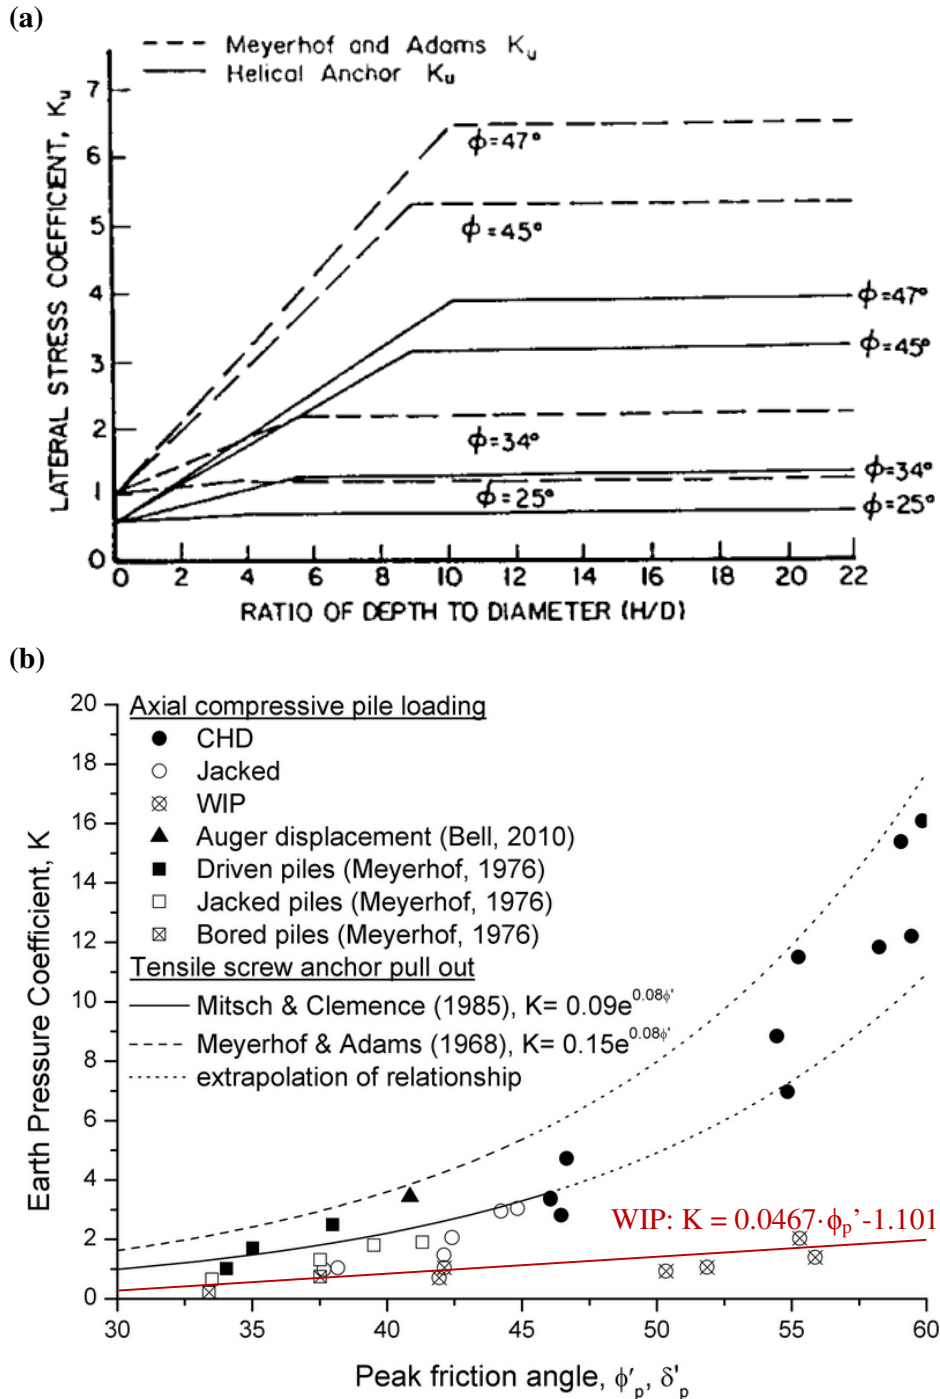 (a)
Meyerhof and Adams Kᵤ
Helical Anchor Kᵤ
LATERAL STRESS COEFFICIENT, Kᵤ
7
6
5
4
3
2
1
0
ϕ=47°
ϕ=45°
ϕ=47°
ϕ=45°
ϕ=34°
ϕ=34°
ϕ=25°
ϕ=25°
0 2 4 6 8 10 12 14 16 18 20 22
RATIO OF DEPTH TO DIAMETER (H/D)
(b)
Earth Pressure Coefficient, K
20
18
16
14
12
10
8
6
4
2
0
Axial compressive pile loading
CHD
Jacked
WIP
Auger displacement (Bell, 2010)
Driven piles (Meyerhof, 1976)
Jacked piles (Meyerhof, 1976)
Bored piles (Meyerhof, 1976)
Tensile screw anchor pull out
Mitsch & Clemence (1985), K= 0.09e^0.08ϕ'
Meyerhof & Adams (1968), K= 0.15e^0.08ϕ'
extrapolation of relationship
WIP: K = 0.0467·ϕₚ’-1.101
30 35 40 45 50 55 60
Peak friction angle, ϕ'ₚ, δ'ₚ